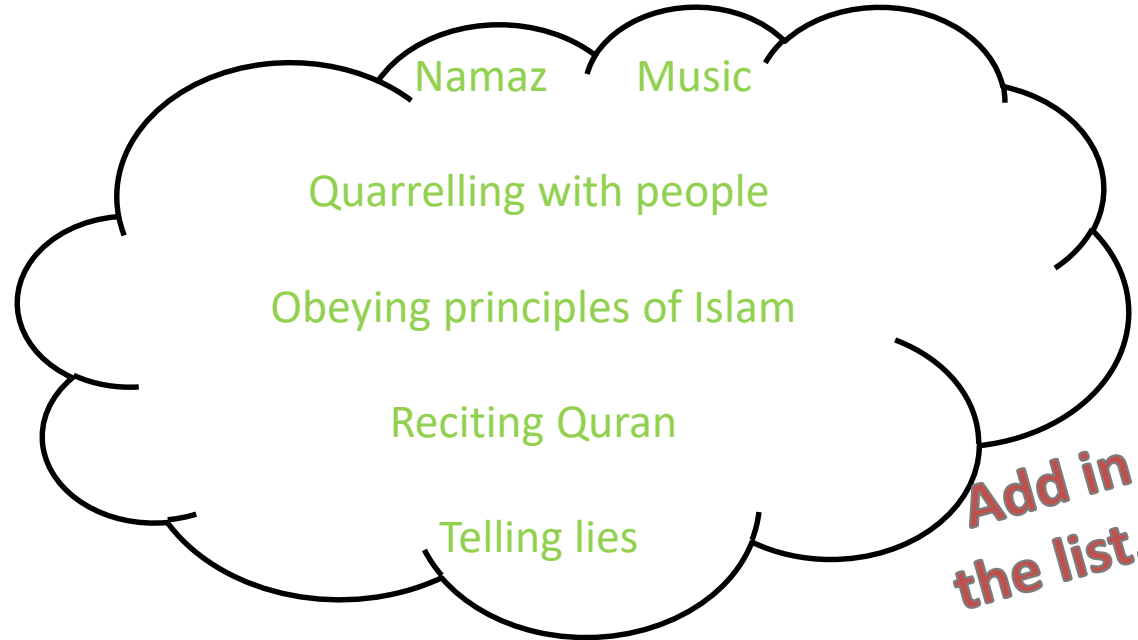 Namaz Music
Quarrelling with people
Obeying principles of Islam
Reciting Quran
Telling lies
Add in
the list.